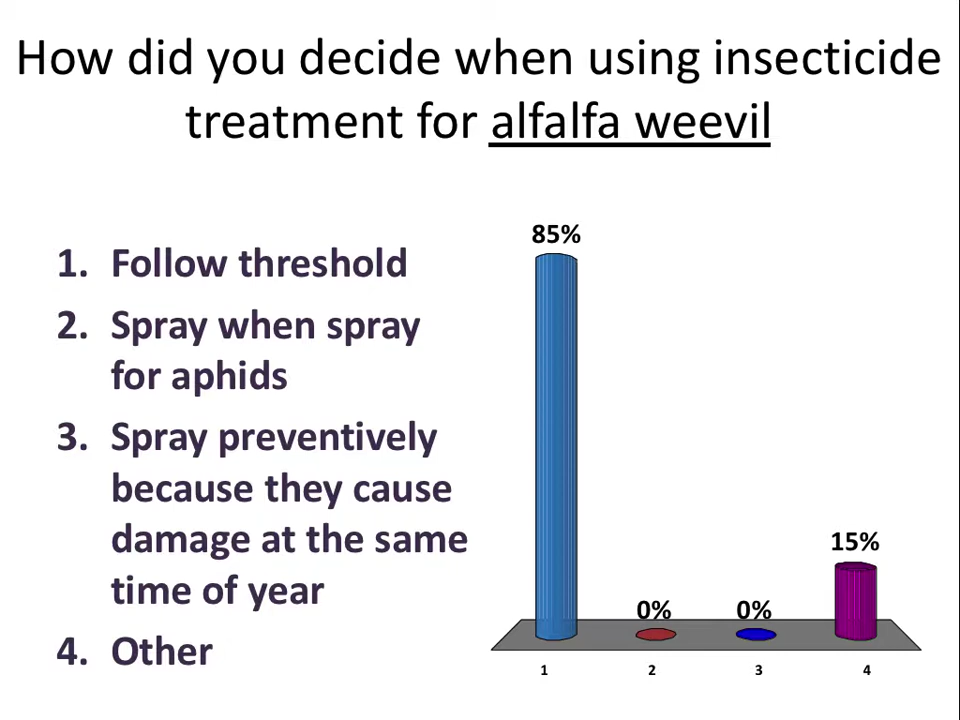 How did you decide when using insecticide
treatment for alfalfa weevil
1. Follow threshold
2. Spray when spray
for aphids
3. Spray preventively
because they cause
damage at the same
time of year
4. Other
85%
0%
0%
15%
1
2
3
4